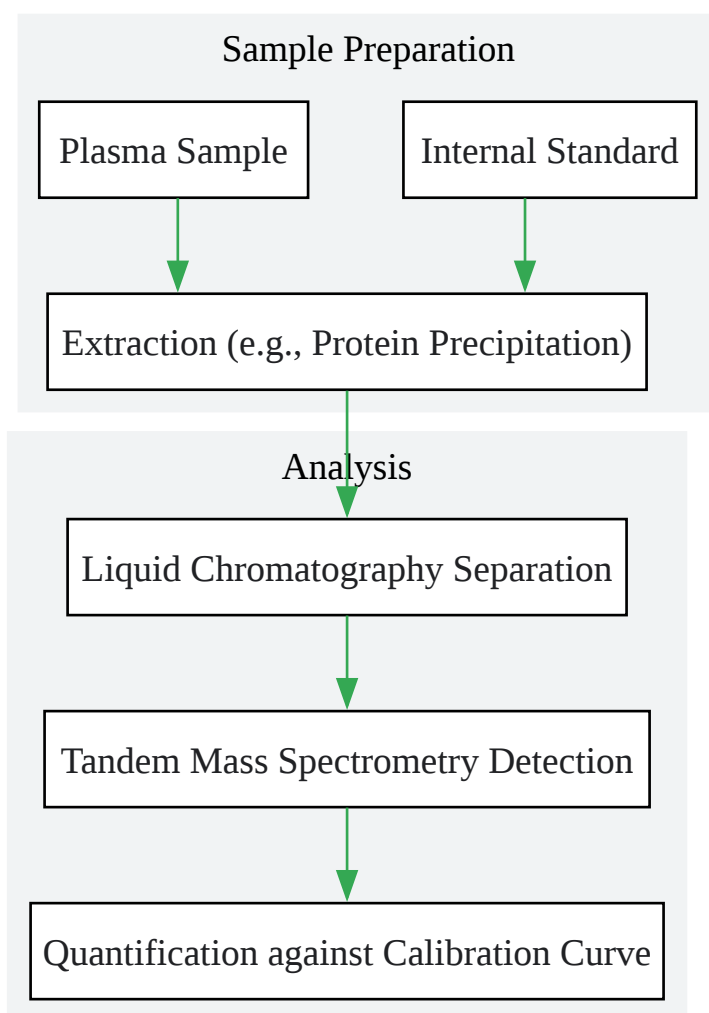 Sample Preparation
Plasma Sample
Internal Standard
Extraction (e.g., Protein Precipitation)
Analysis
Liquid Chromatography Separation
Tandem Mass Spectrometry Detection
Quantification against Calibration Curve